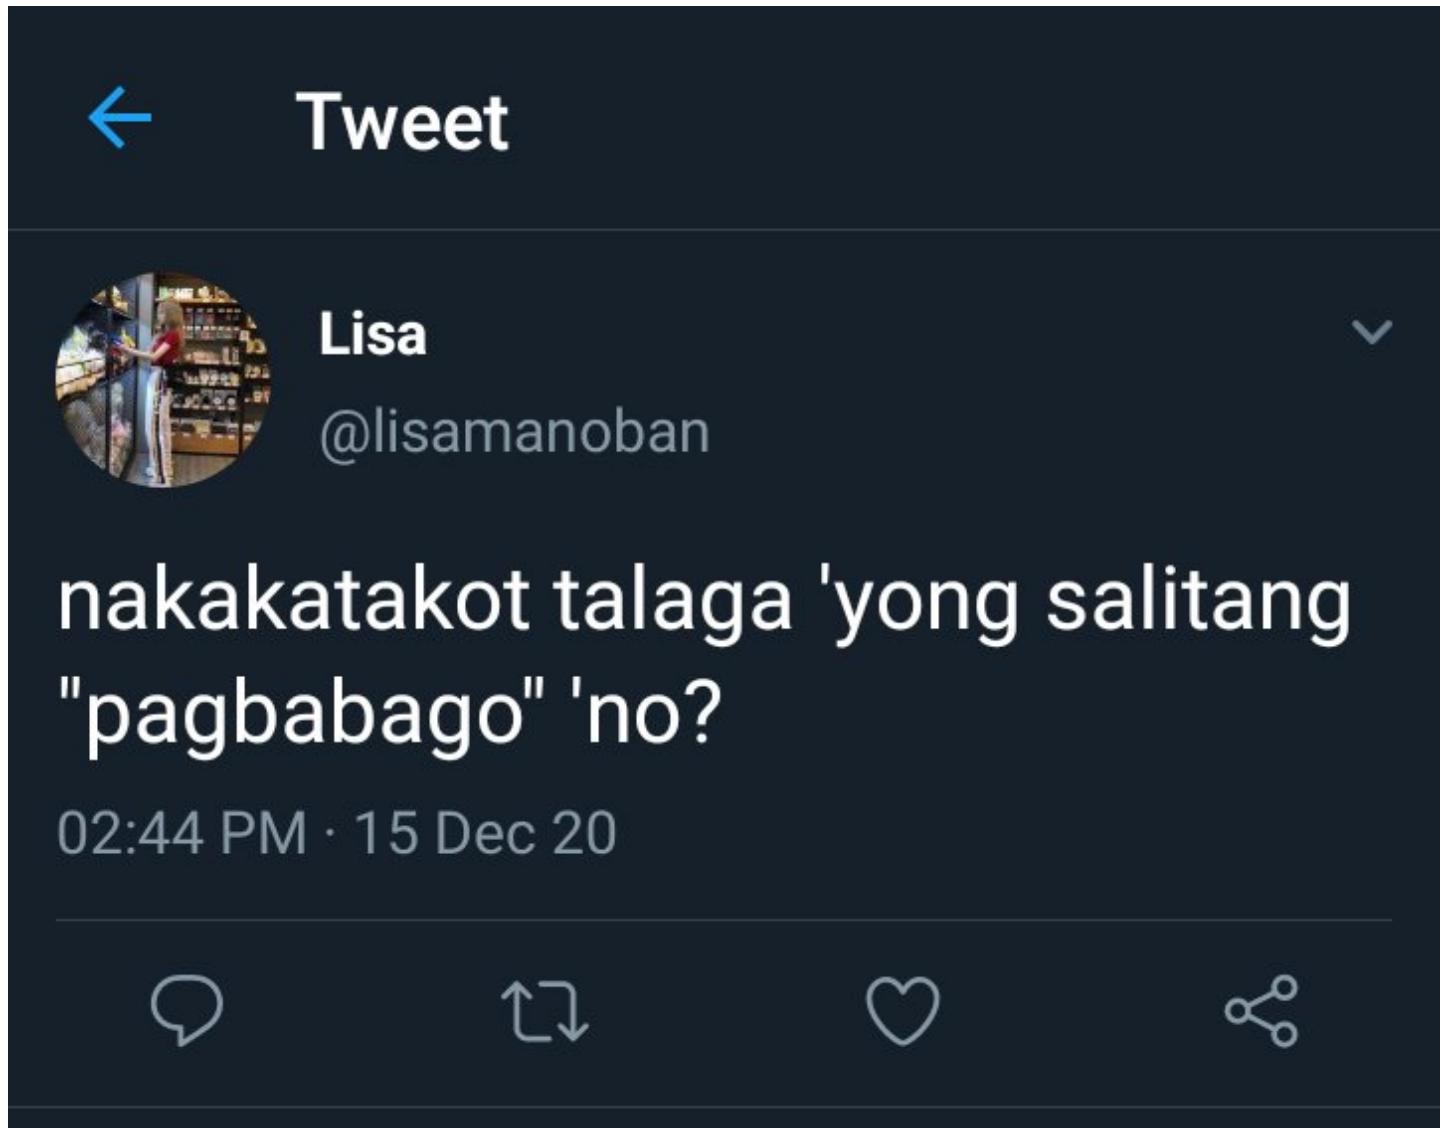 Tweet
Lisa
@lisamanoban
nakakatakot talaga 'yong salitang
"pagbabago" 'no?
02:44 PM · 15 Dec 20